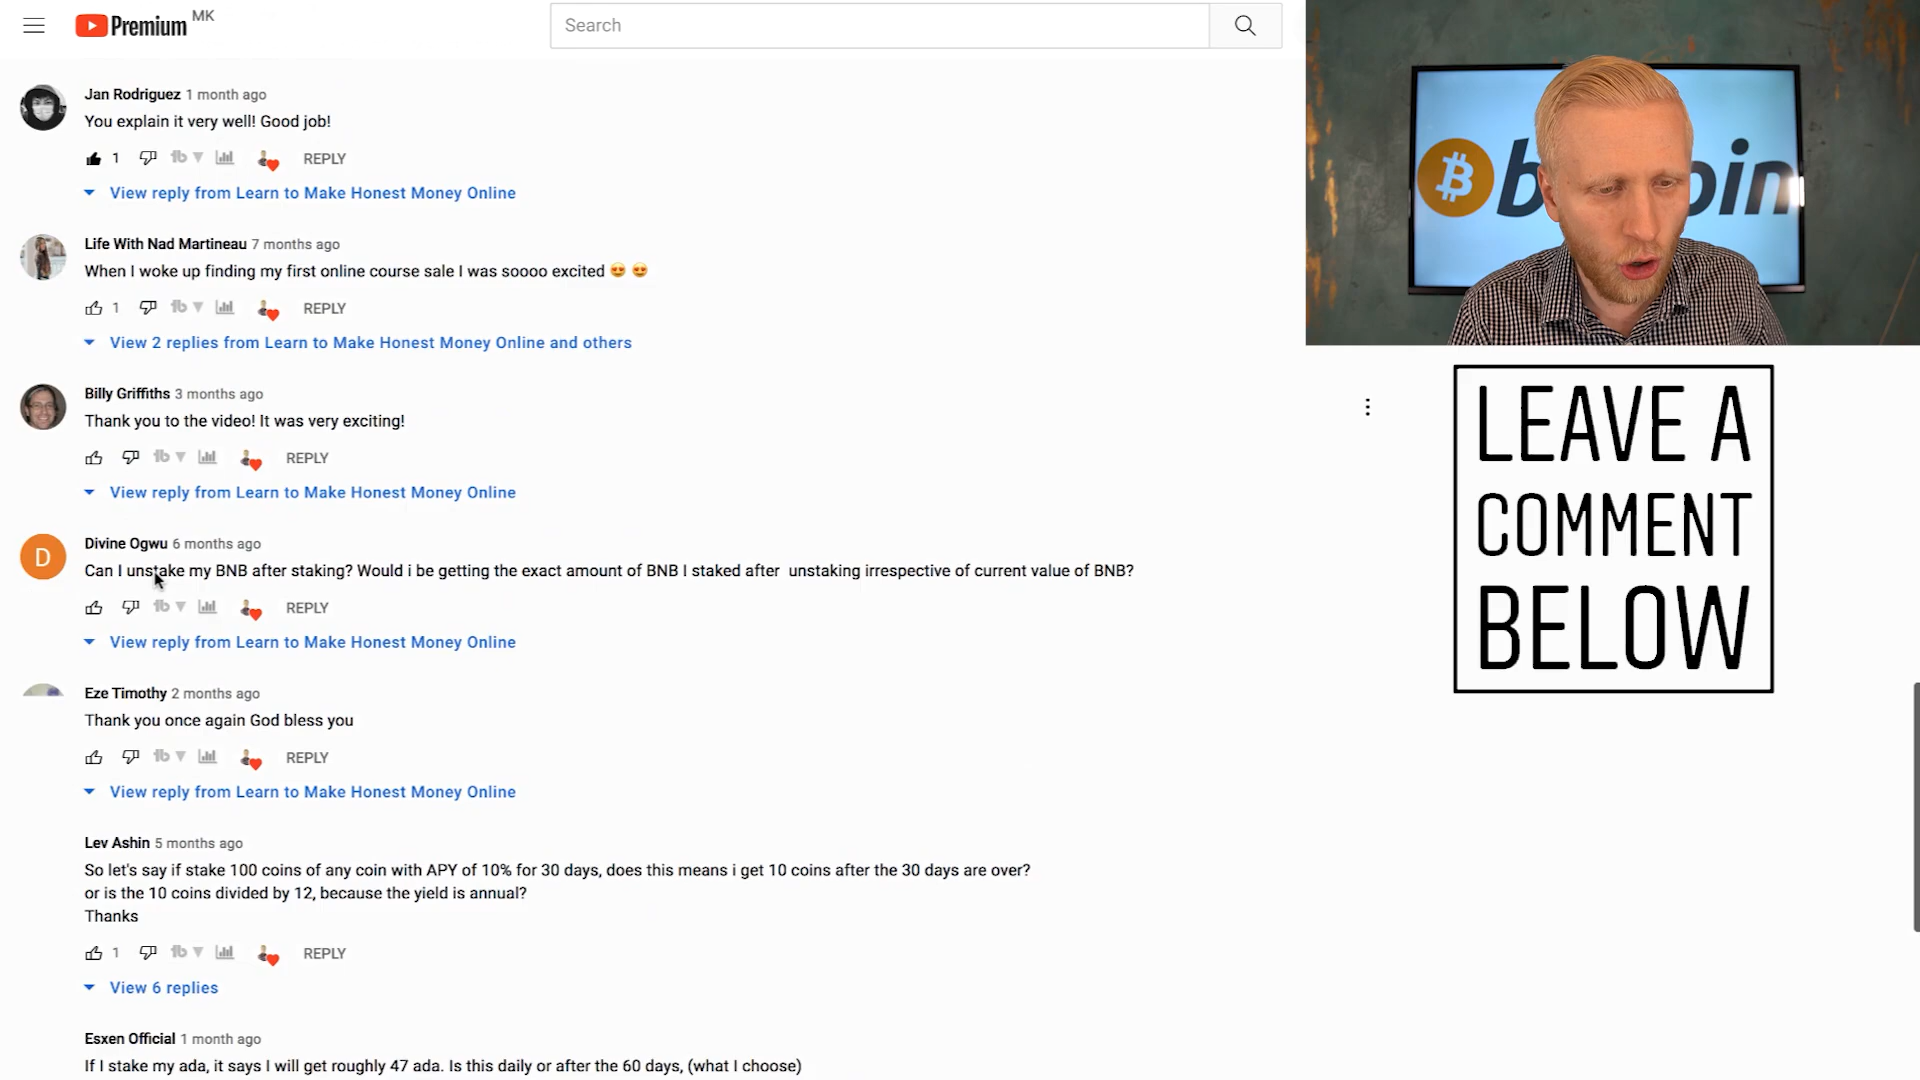 Premium MK
Search
Jan Rodriguez 1 month ago
You explain it very well! Good job!
1 REPLY
View reply from Learn to Make Honest Money Online
Life With Nad Martineau 7 months ago
When I woke up finding my first online course sale I was soooo excited 😍 😍
1 REPLY
View 2 replies from Learn to Make Honest Money Online and others
Billy Griffiths 3 months ago
Thank you to the video! It was very exciting!
REPLY
View reply from Learn to Make Honest Money Online
D
Divine Ogwu 6 months ago
Can I unstake my BNB after staking? Would i be getting the exact amount of BNB I staked after unstaking irrespective of current value of BNB?
REPLY
View reply from Learn to Make Honest Money Online
Eze Timothy 2 months ago
Thank you once again God bless you
REPLY
View reply from Learn to Make Honest Money Online
Lev Ashin 5 months ago
So let's say if stake 100 coins of any coin with APY of 10% for 30 days, does this means i get 10 coins after the 30 days are over?
or is the 10 coins divided by 12, because the yield is annual?
Thanks
1 REPLY
View 6 replies
Esxen Official 1 month ago
If I stake my ada, it says I will get roughly 47 ada. Is this daily or after the 60 days, (what I choose)
LEAVE A
COMMENT
BELOW